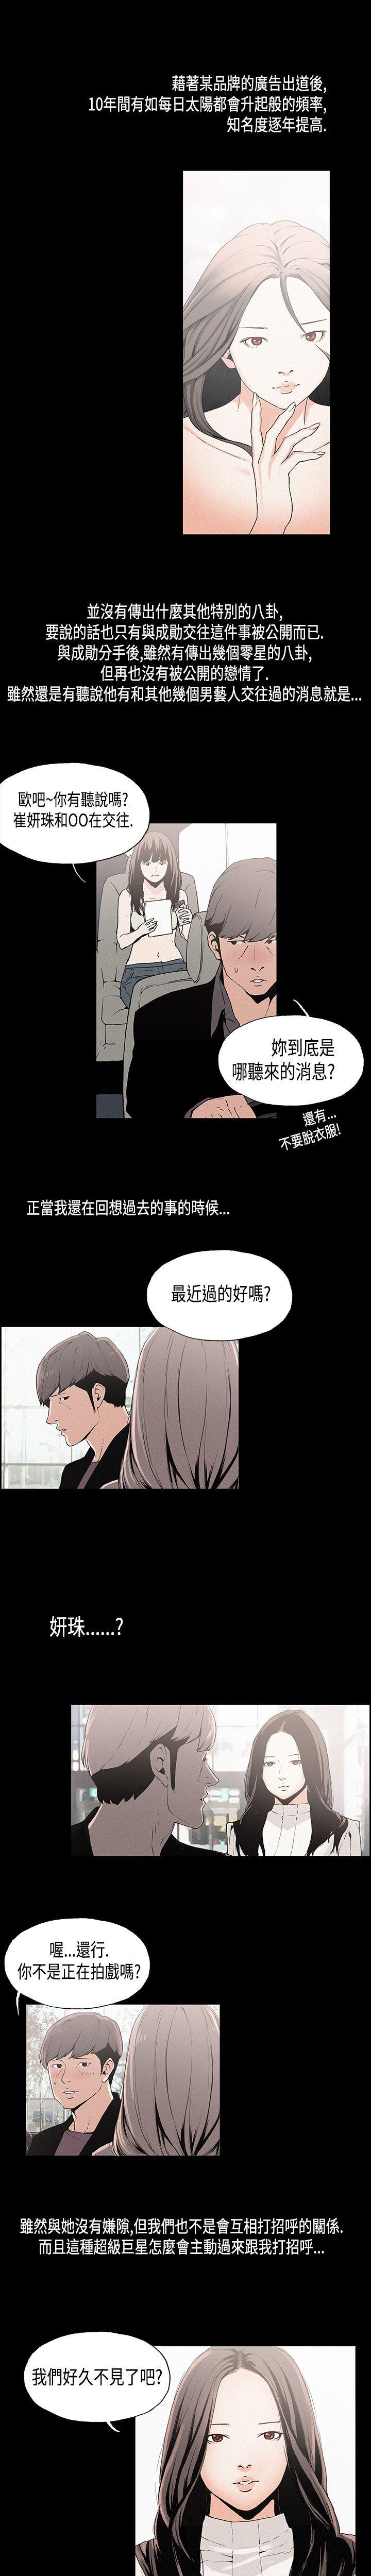 藉著某品牌的廣告出道後,
10年間有如每日太陽都會升起般的頻率,
知名度逐年提高.
並沒有傳出什麼其他特別的八卦,
要說的話也只有與成勛交往這件事被公開而已.
與成勛分手後,雖然有傳出幾個零星的八卦,
但再也沒有被公開的戀情了.
雖然還是有聽說他有和其他幾個男藝人交往過的消息就是...
歐吧~你有聽說嗎?
崔妍珠和OO在交往.
妳到底是
哪聽來的消息?
還有...
不要脫衣服!
正當我還在回想過去的事的時候...
最近過的好嗎?
妍珠......?
喔...還行.
你不是正在拍戲嗎?
雖然與她沒有嫌隙,但我們也不是會互相打招呼的關係.
而且這種超級巨星怎麼會主動過來跟我打招呼...
我們好久不見了吧?